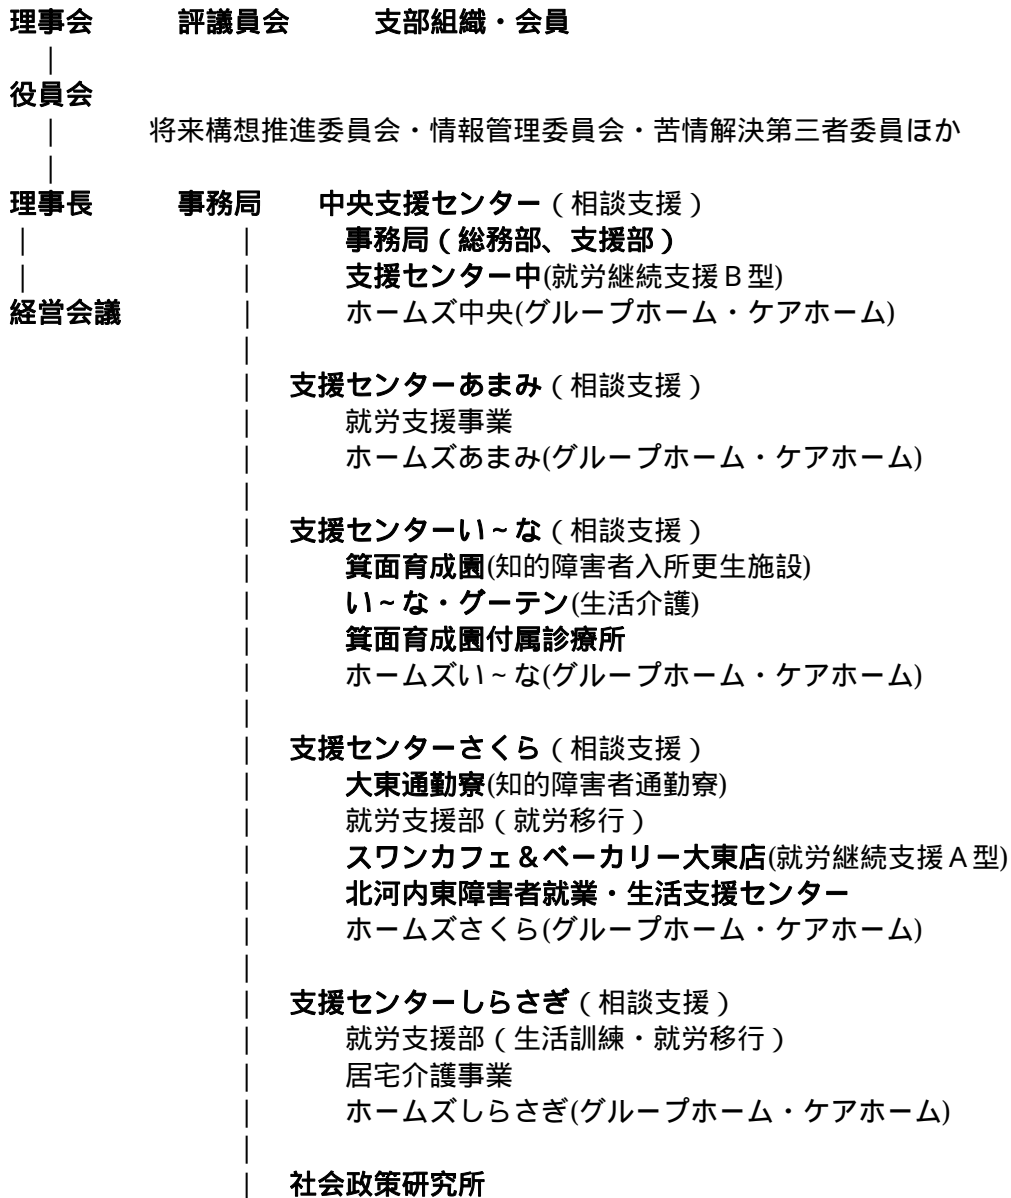 理事会　評議員会　支部組織・会員
役員会
将来構想推進委員会・情報管理委員会・苦情解決第三者委員ほか
理事長　事務局　中央支援センター（相談支援）
事務局（総務部、支援部）
支援センター中(就労継続支援Ｂ型)
経営会議　ホームズ中央(グループホーム・ケアホーム)
支援センターあまみ（相談支援）
就労支援事業
ホームズあまみ(グループホーム・ケアホーム)
支援センターい～な（相談支援）
箕面育成園(知的障害者入所更生施設)
い～な・グーテン(生活介護)
箕面育成園付属診療所
ホームズい～な(グループホーム・ケアホーム)
支援センターさくら（相談支援）
大東通勤寮(知的障害者通勤寮)
就労支援部（就労移行）
スワンカフェ＆ベーカリー大東店(就労継続支援Ａ型)
北河内東障害者就業・生活支援センター
ホームズさくら(グループホーム・ケアホーム)
支援センターしらさぎ（相談支援）
就労支援部（生活訓練・就労移行）
居宅介護事業
ホームズしらさぎ(グループホーム・ケアホーム)
社会政策研究所